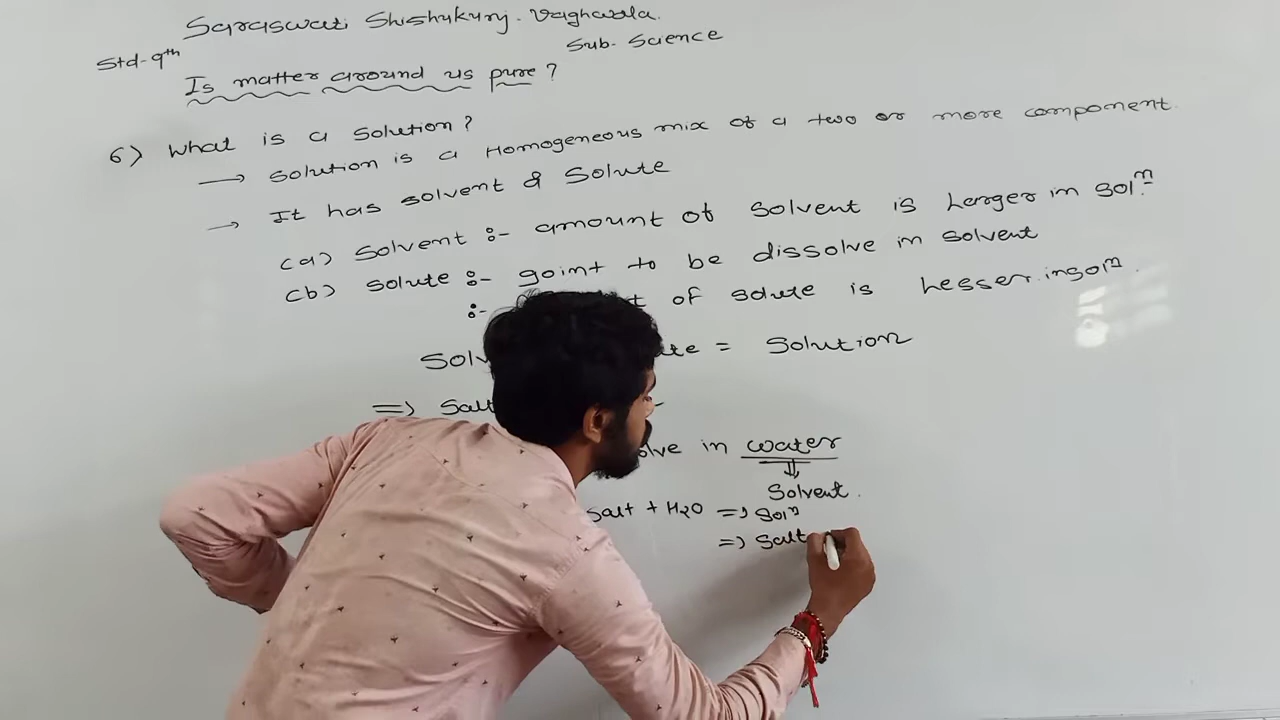 Saraswati Shishukunj - Vaghwala.
Std-9th
Sub- Science
Is matter around us pure ?
6) What is a solution ?
→ Solution is a Homogeneous mix of a two or more component.
→ It has solvent & Solute
(a) Solvent :- amount of solvent is Larger in solⁿ.
(b) Solute :- goint to be dissolve in solvent
:- of solute is Lesser in solⁿ.
= Solution
=> Salt
in water
⇓
Solvent.
Salt + H2O => Solⁿ
=> Salt